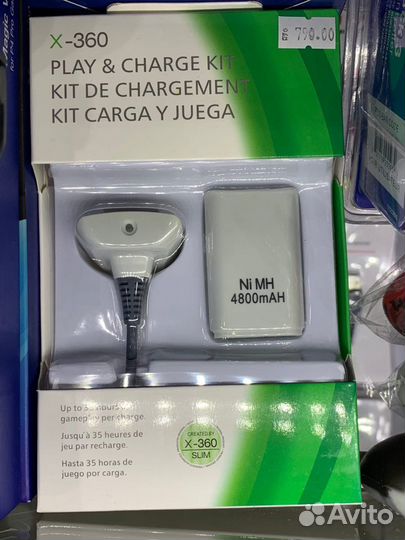 P76 790.00
X-360
PLAY & CHARGE KIT
KIT DE CHARGEMENT
KIT CARGA Y JUEGA
Ni MH
4800mAH
Up to 35 hours of
gameplay per charge.
Jusqu'à 35 heures de
jeu par recharge.
Hasta 35 horas de
juego por carga.
CREATED BY
X-360
SLIM
Avito